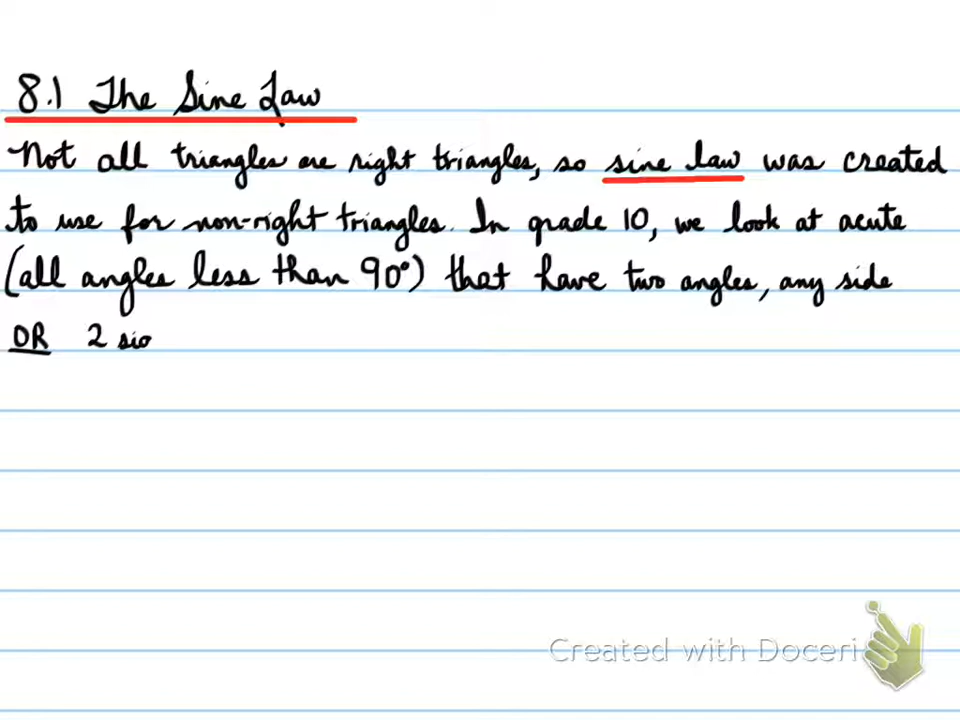 8.1 The Sine Law
Not all triangles are right triangles, so sine law was created
to use for non-right triangles. In grade 10, we look at acute
(all angles less than 90°) that have two angles, any side
OR 2 sid
Created with Doceri